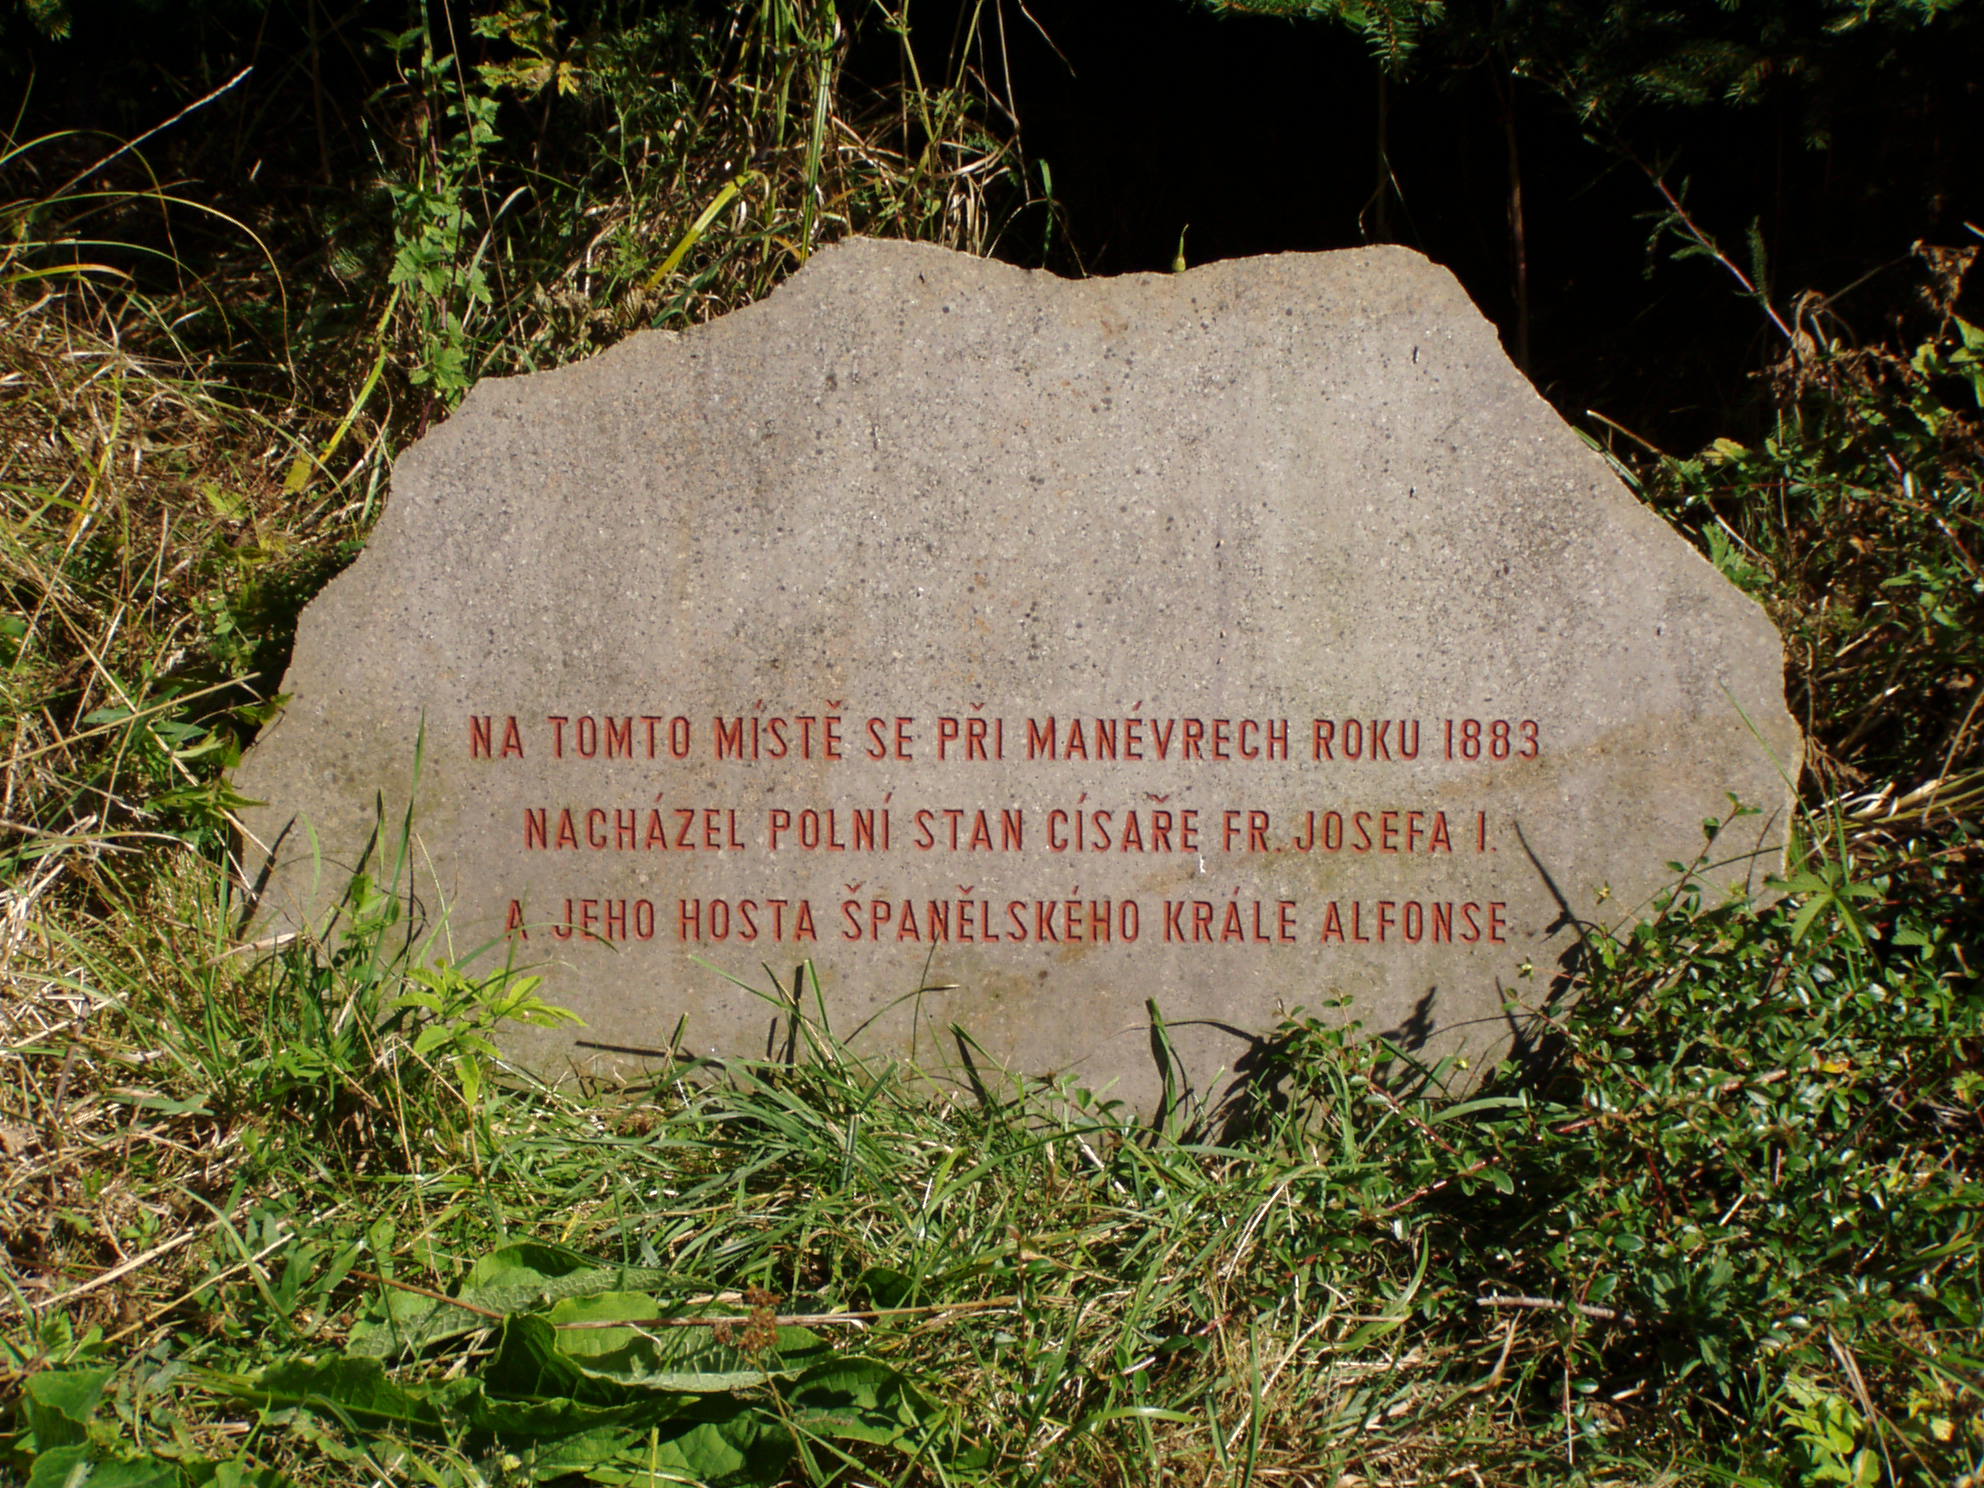 NA TOMTO MÍSTĚ SE PŘI MANÉVRECH ROKU 1883
NACHÁZEL POLNÍ STAN CÍSAŘE FR. JOSEFA I.
A JEHO HOSTA ŠPANĚLSKÉHO KRÁLE ALFONSE